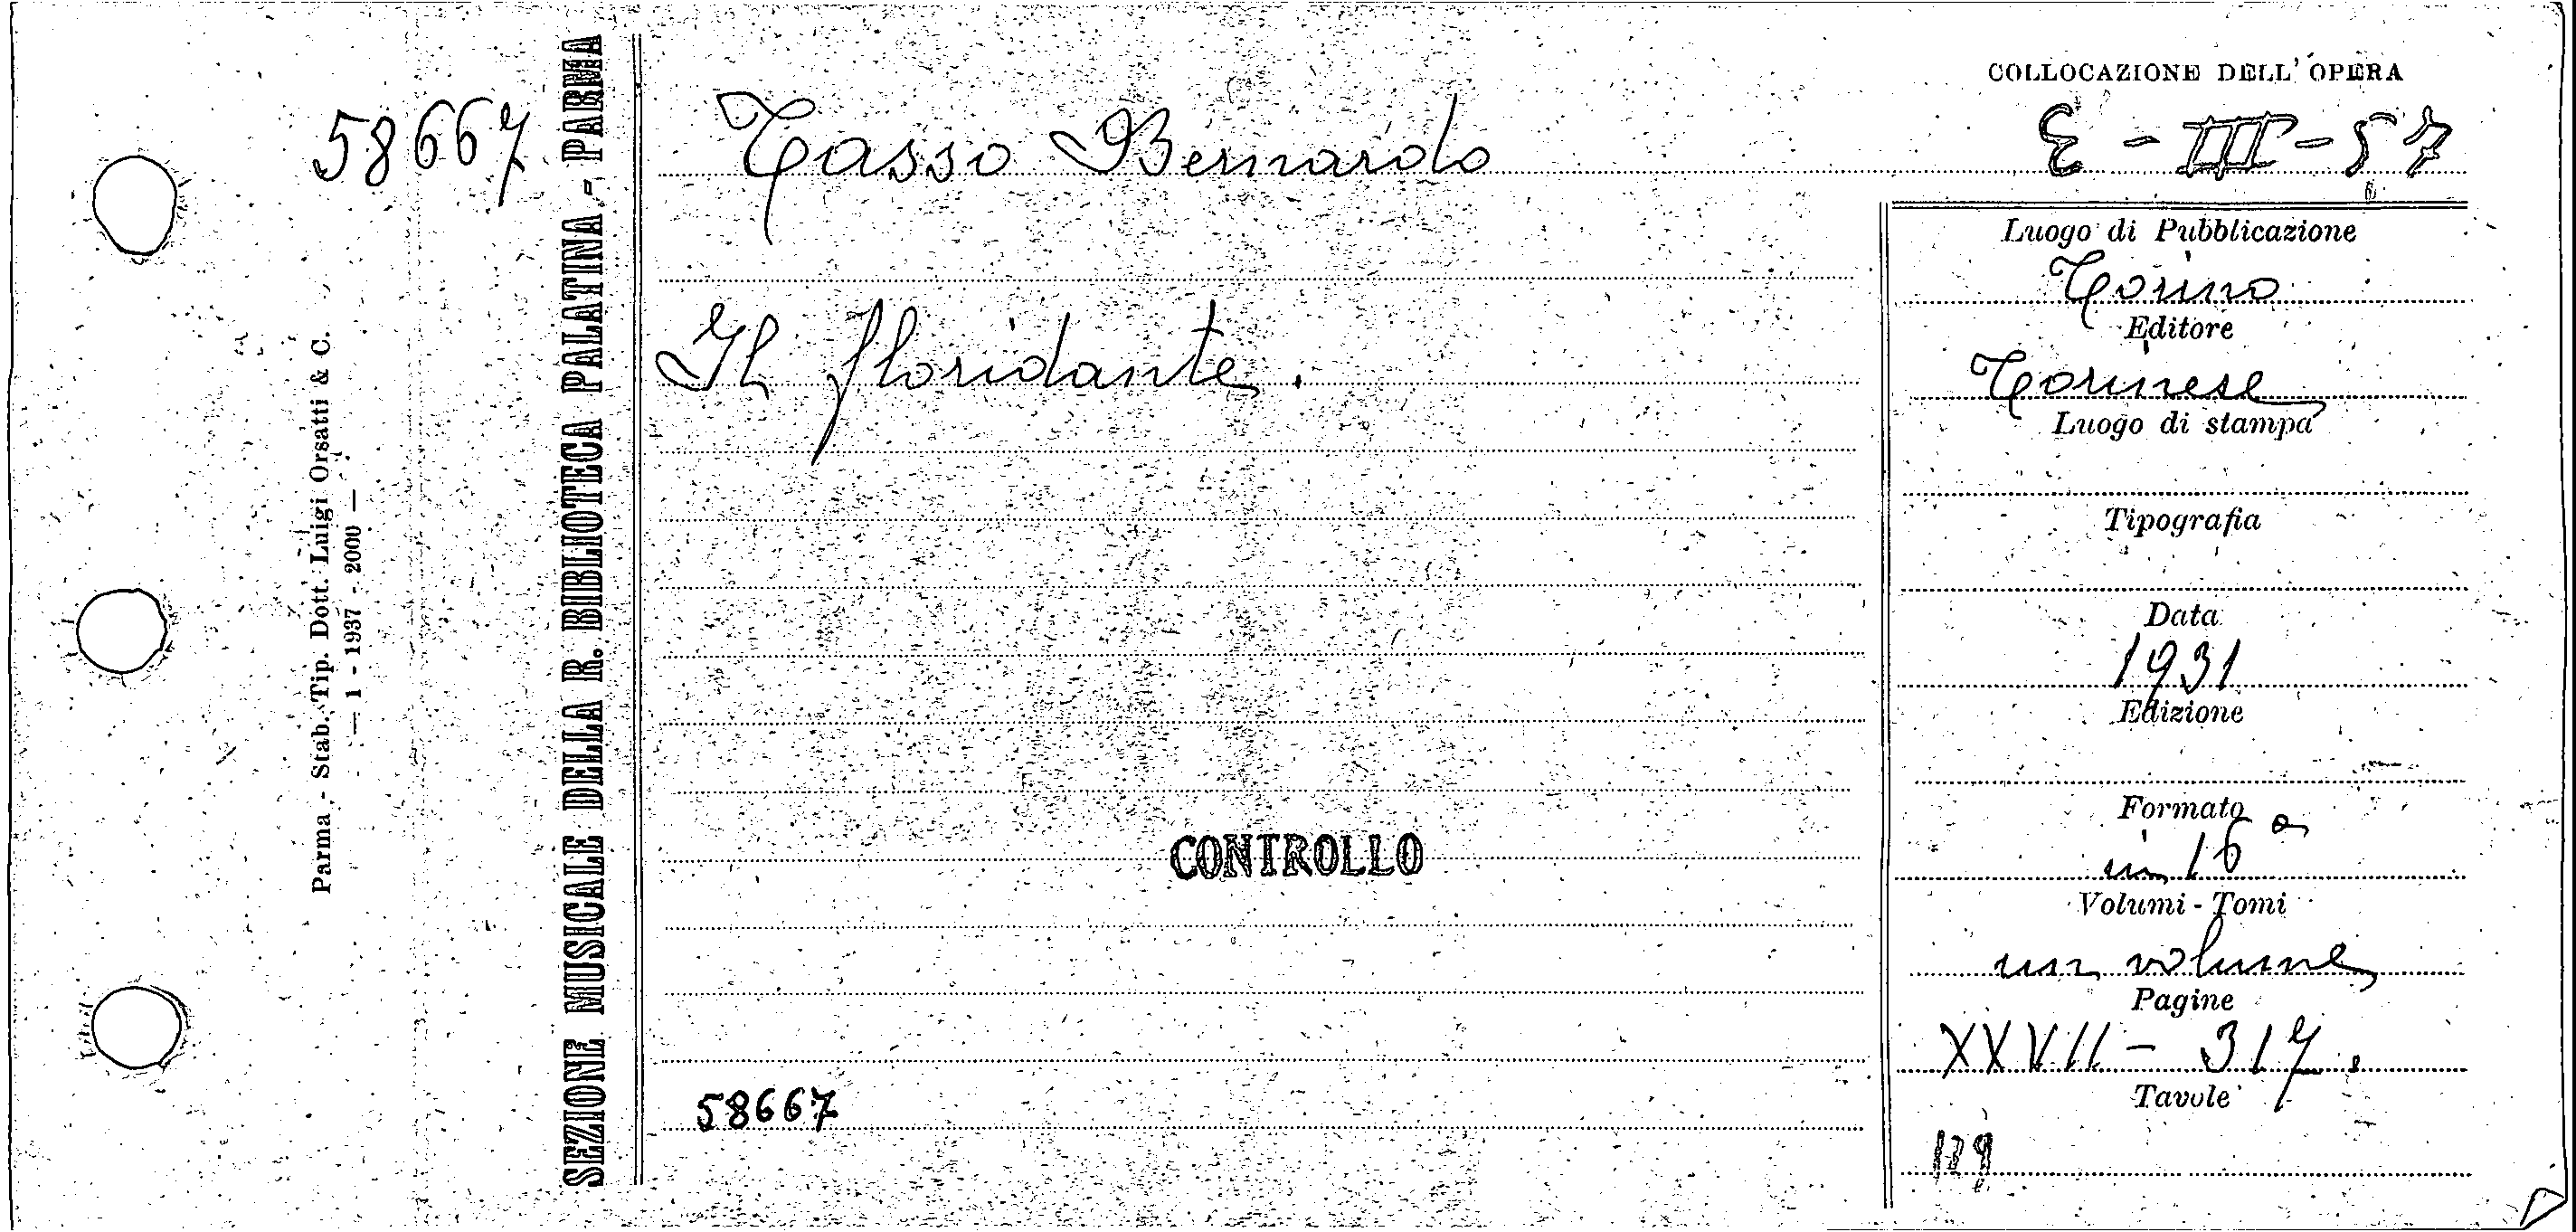 58667
Parma - Stab. Tip. Dott. Luigi Orsatti & C.
— 1 - 1937 - 2000 —
SEZIONE MUSICALE DELLA R. BIBLIOTECA PALATINA - PARMA
Tasso Bernardo
Il floridante.
CONTROLLO
58667
COLLOCAZIONE DELL' OPERA
E - III - 57
Luogo di Pubblicazione
Torino
Editore
Torinese
Luogo di stampa
Tipografia
Data
1931
Edizione
Formato
in 16°
Volumi - Tomi
un volume
Pagine
XXVII - 317.
Tavole
139